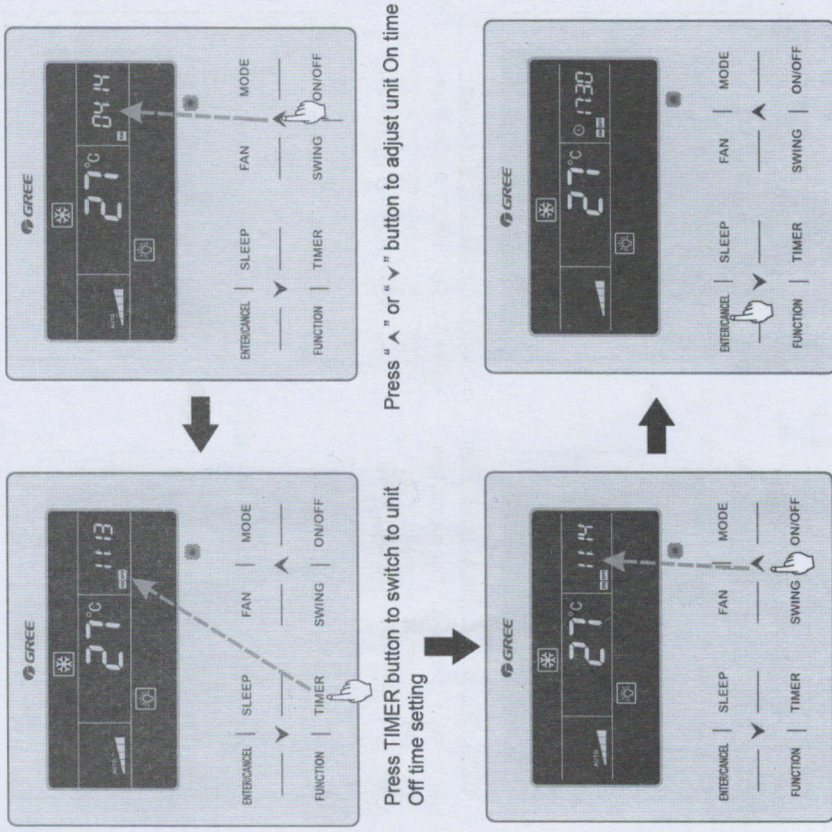 GREE
AUTO
27°C
11:13
ENTER/CANCEL SLEEP FAN MODE
FUNCTION TIMER SWING ON/OFF
Press TIMER button to switch to unit
Off time setting
GREE
AUTO
27°C
04:14
ENTER/CANCEL SLEEP FAN MODE
FUNCTION TIMER SWING ON/OFF
Press “∧” or “∨” button to adjust unit On time
GREE
AUTO
27°C
11:14
ENTER/CANCEL SLEEP FAN MODE
FUNCTION TIMER SWING ON/OFF
GREE
27°C
17:30
ENTER/CANCEL SLEEP FAN MODE
FUNCTION TIMER SWING ON/OFF